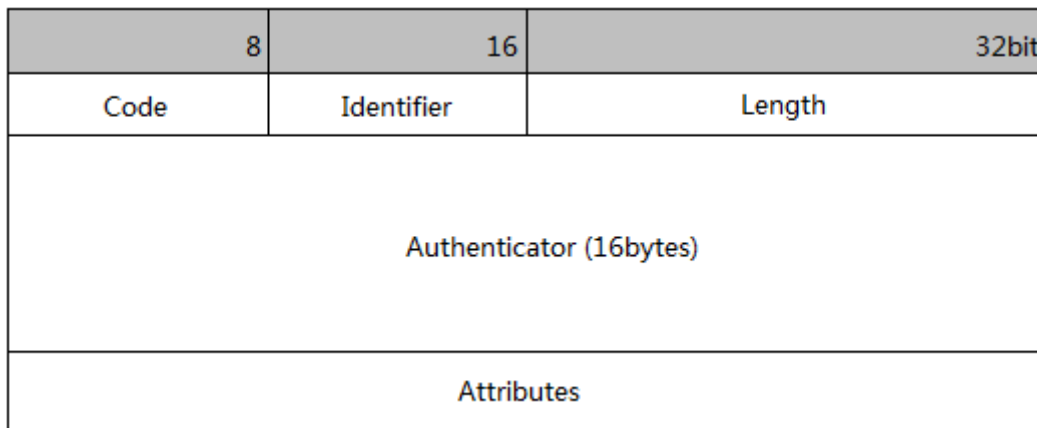 8 16 32bit
Code Identifier Length
Authenticator (16bytes)
Attributes